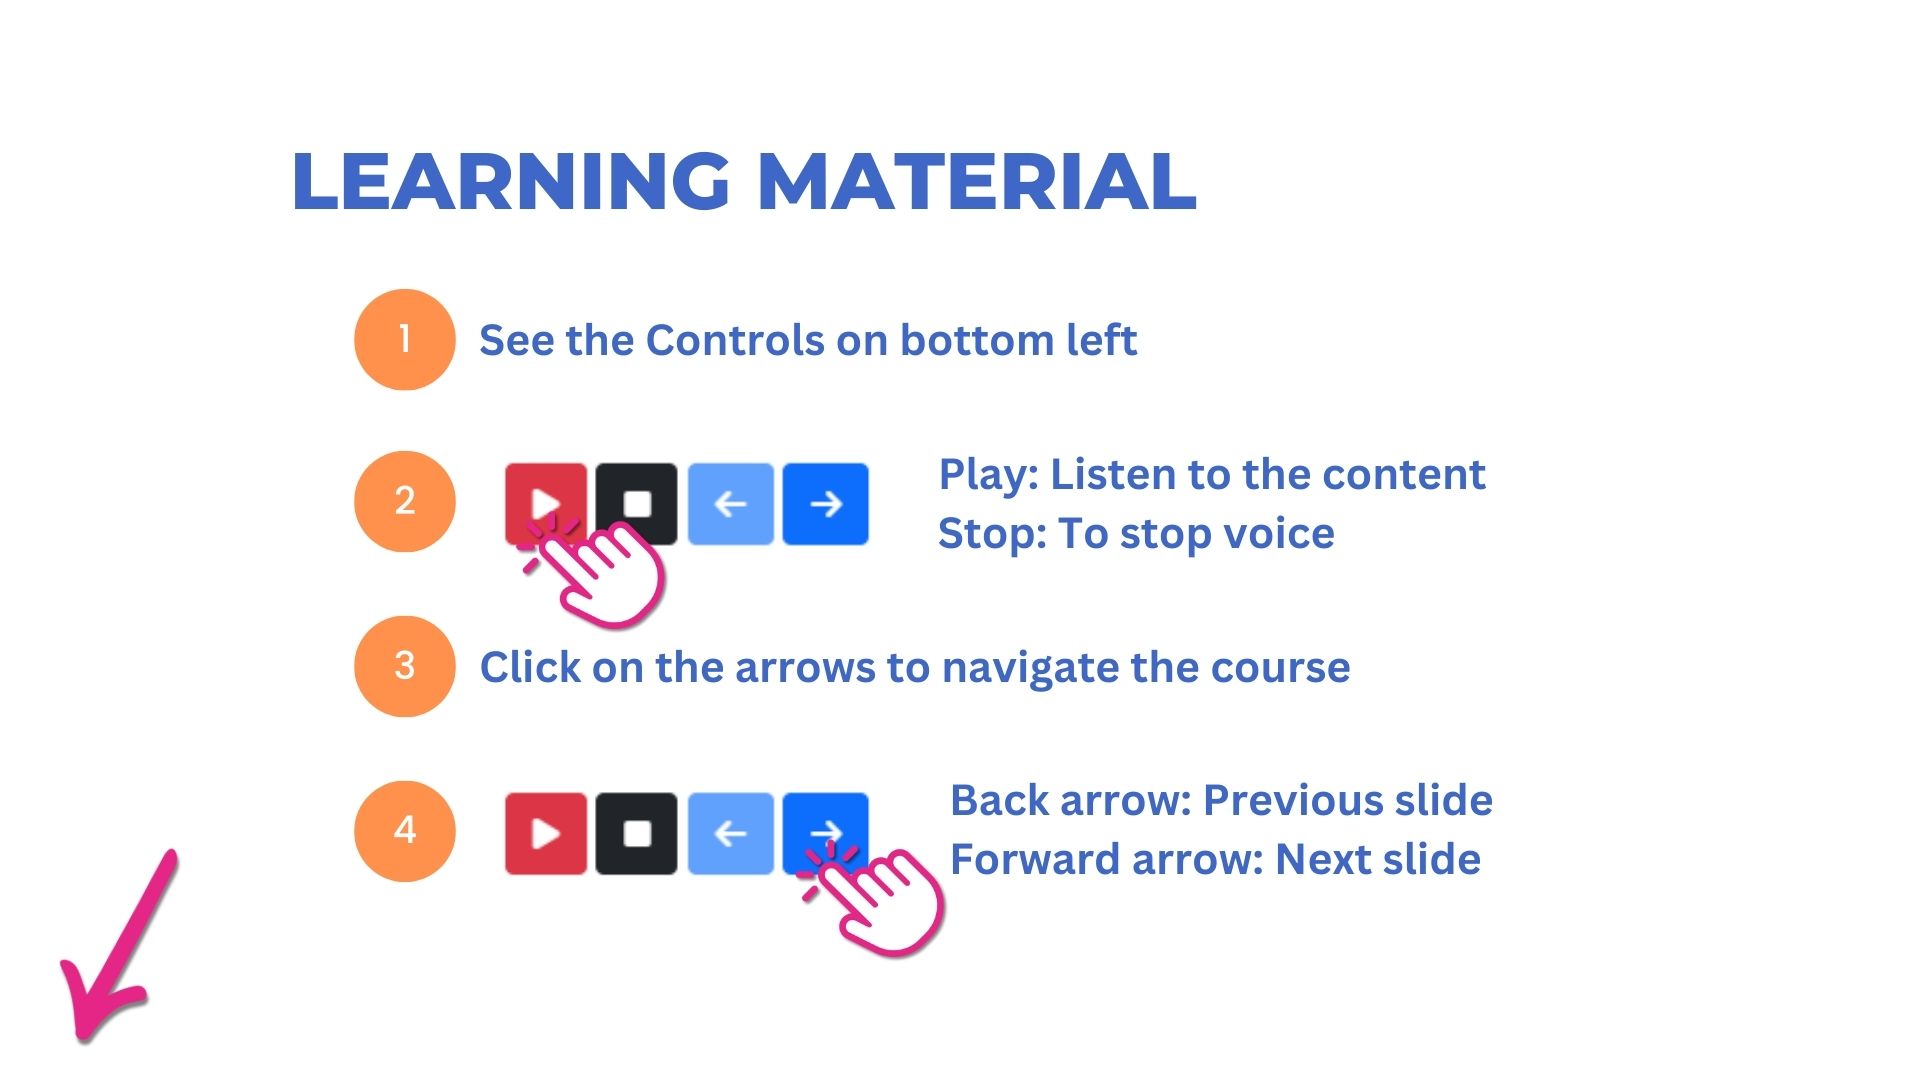 LEARNING MATERIAL
1
See the Controls on bottom left
2
Play: Listen to the content
Stop: To stop voice
3
Click on the arrows to navigate the course
4
Back arrow: Previous slide
Forward arrow: Next slide